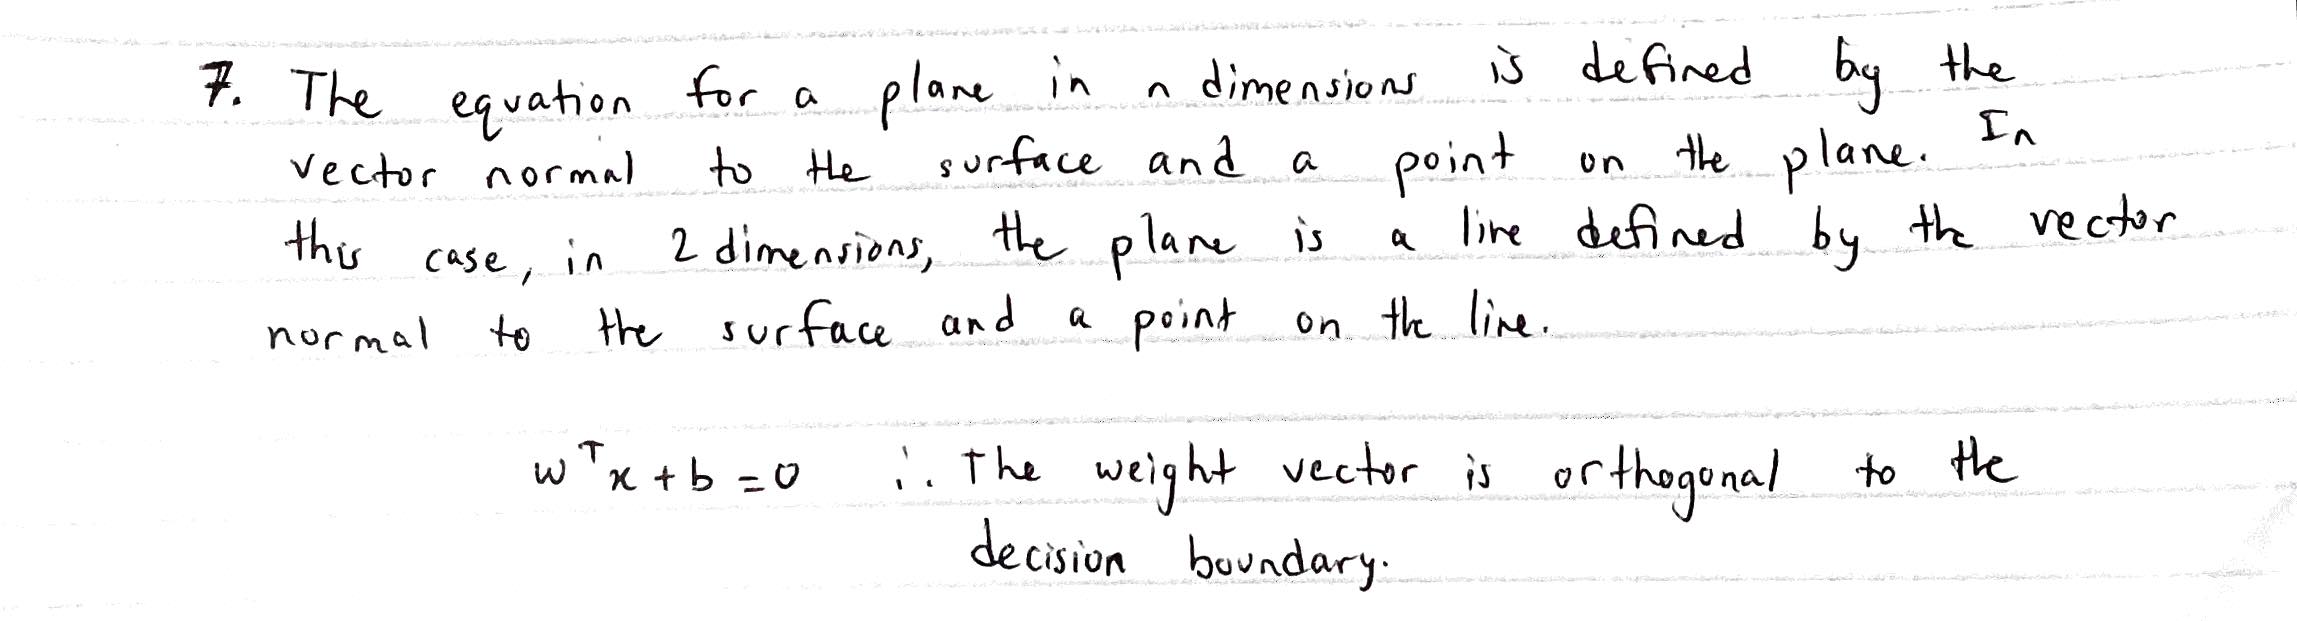 7. The equation for a plane in n dimensions is defined by the
vector normal to the surface and a point on the plane. In
this case, in 2 dimensions, the plane is a line defined by the vector
normal to the surface and a point on the line.
wᵀx + b = 0 ∴ The weight vector is orthogonal to the
decision boundary.